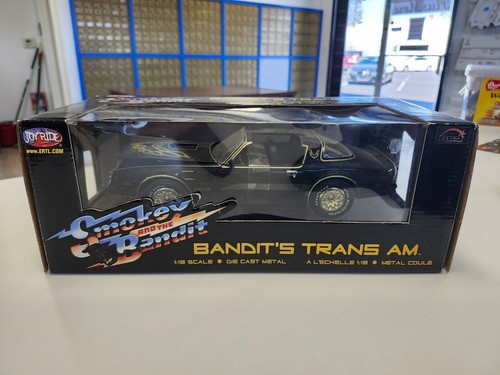 JOYRIDE
www.ERTL.COM
Smokey
AND THE
Bandit
BANDIT'S TRANS AM.
1:18 SCALE • DIE CAST METAL
A L'ECHELLE 1:18 • METAL COULE